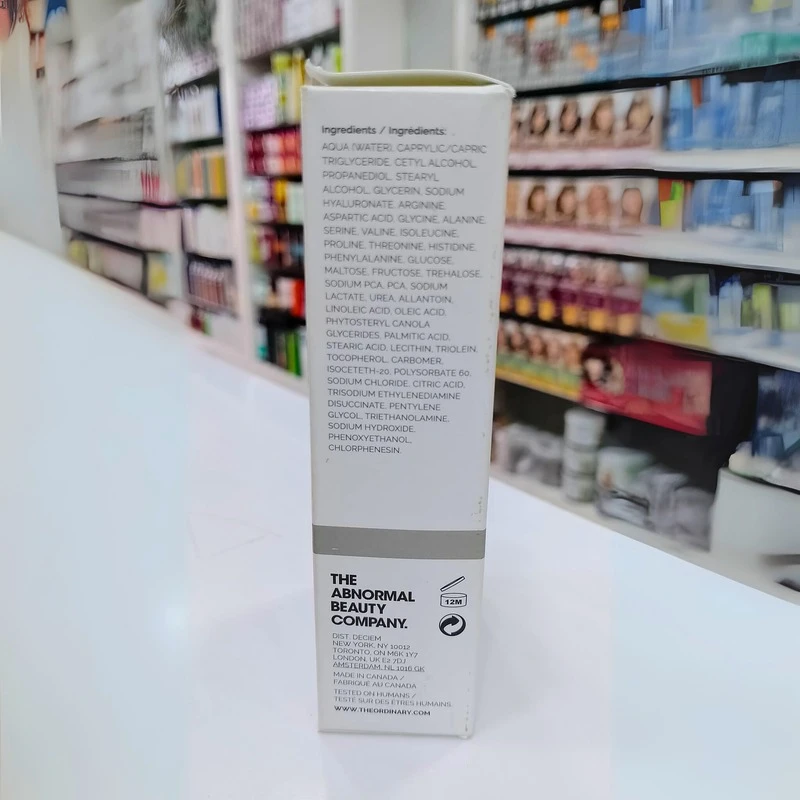 Ingredients / Ingrédients:
AQUA (WATER), CAPRYLIC/CAPRIC
TRIGLYCERIDE, CETYL ALCOHOL,
PROPANEDIOL, STEARYL
ALCOHOL, GLYCERIN, SODIUM
HYALURONATE, ARGININE,
ASPARTIC ACID, GLYCINE, ALANINE,
SERINE, VALINE, ISOLEUCINE,
PROLINE, THREONINE, HISTIDINE,
PHENYLALANINE, GLUCOSE,
MALTOSE, FRUCTOSE, TREHALOSE,
SODIUM PCA, PCA, SODIUM
LACTATE, UREA, ALLANTOIN,
LINOLEIC ACID, OLEIC ACID,
PHYTOSTERYL CANOLA
GLYCERIDES, PALMITIC ACID,
STEARIC ACID, LECITHIN, TRIOLEIN,
TOCOPHEROL, CARBOMER,
ISOCETETH-20, POLYSORBATE 60,
SODIUM CHLORIDE, CITRIC ACID,
TRISODIUM ETHYLENEDIAMINE
DISUCCINATE, PENTYLENE
GLYCOL, TRIETHANOLAMINE,
SODIUM HYDROXIDE,
PHENOXYETHANOL,
CHLORPHENESIN.
THE
ABNORMAL
BEAUTY
COMPANY.
12M
DIST. DECIEM
NEW YORK, NY 10012
TORONTO, ON M6K 1Y7
LONDON, UK E2 7DJ
AMSTERDAM, NL 1016 GK
MADE IN CANADA /
FABRIQUÉ AU CANADA
TESTED ON HUMANS /
TESTÉ SUR DES ÊTRES HUMAINS.
WWW.THEORDINARY.COM